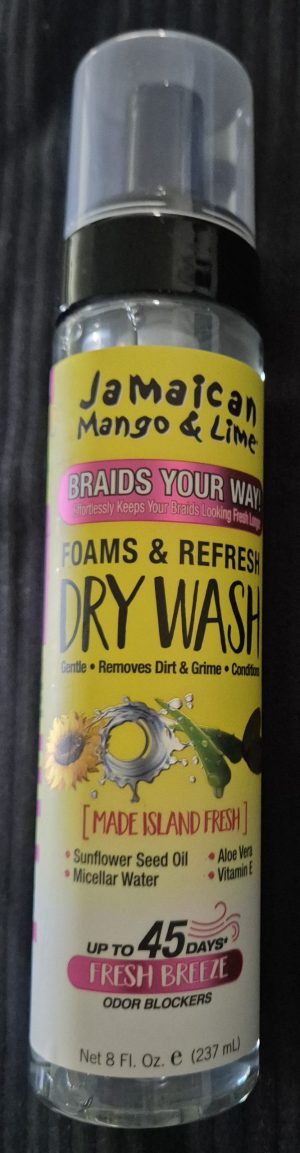 Jamaican
Mango & Lime
BRAIDS YOUR WAY!
Effortlessly Keeps Your Braids Looking Fresh Longer
FOAMS & REFRESH
DRY WASH
Gentle • Removes Dirt & Grime • Conditions
[MADE ISLAND FRESH]
• Sunflower Seed Oil • Aloe Vera
• Micellar Water • Vitamin E
UP TO 45 DAYS*
FRESH BREEZE
ODOR BLOCKERS
Net 8 Fl. Oz. e (237 mL)